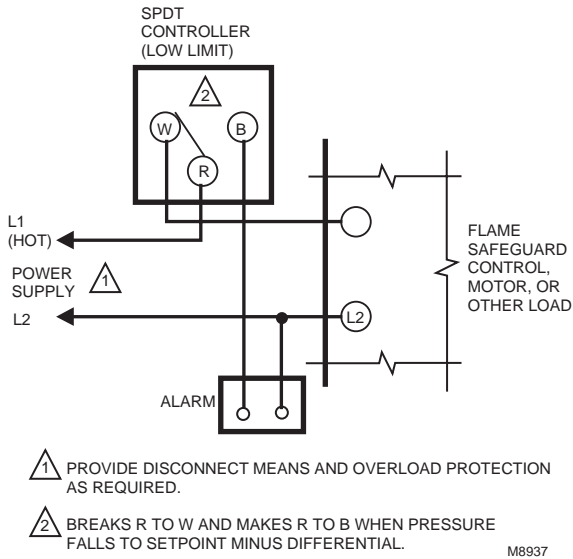 SPDT
CONTROLLER
(LOW LIMIT)
2
W
B
R
L1
(HOT)
POWER
SUPPLY
1
L2
L2
FLAME
SAFEGUARD
CONTROL,
MOTOR, OR
OTHER LOAD
ALARM
1 PROVIDE DISCONNECT MEANS AND OVERLOAD PROTECTION
AS REQUIRED.
2 BREAKS R TO W AND MAKES R TO B WHEN PRESSURE
FALLS TO SETPOINT MINUS DIFFERENTIAL.
M8937